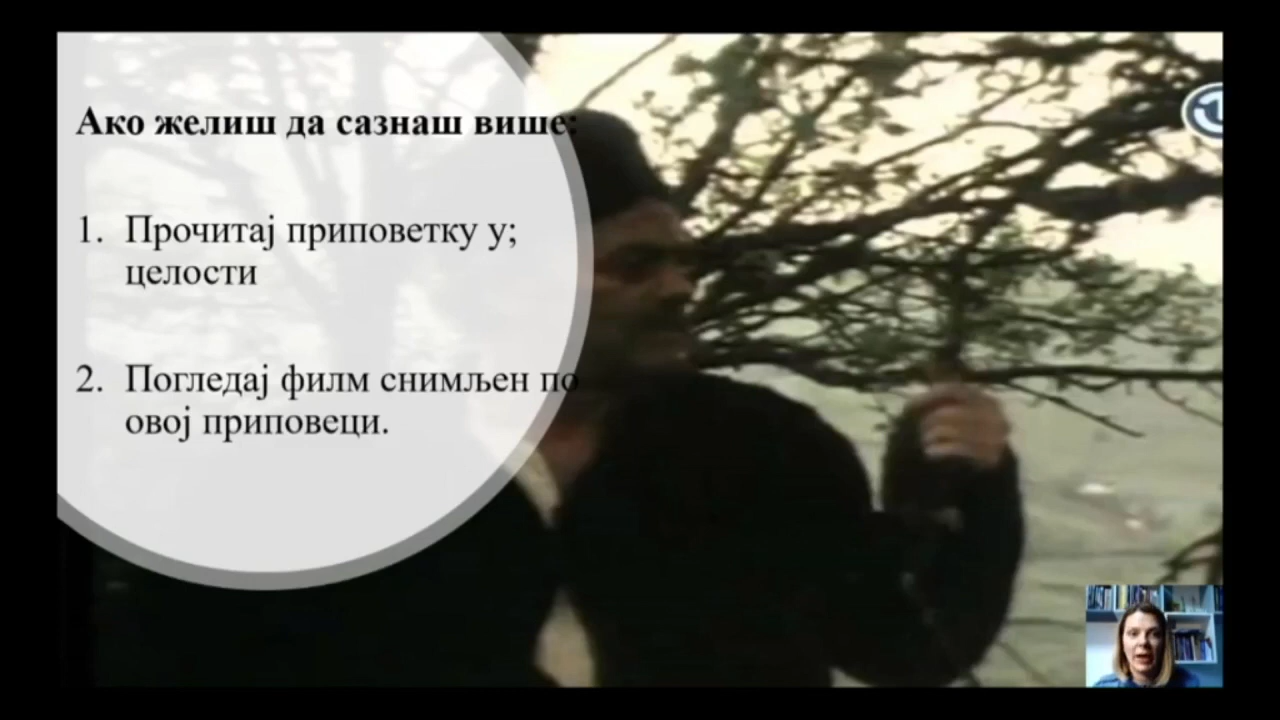 Ако желиш да сазнаш више:
1. Прочитај приповетку у;
целости
2. Погледај филм снимљен по
овој приповеци.